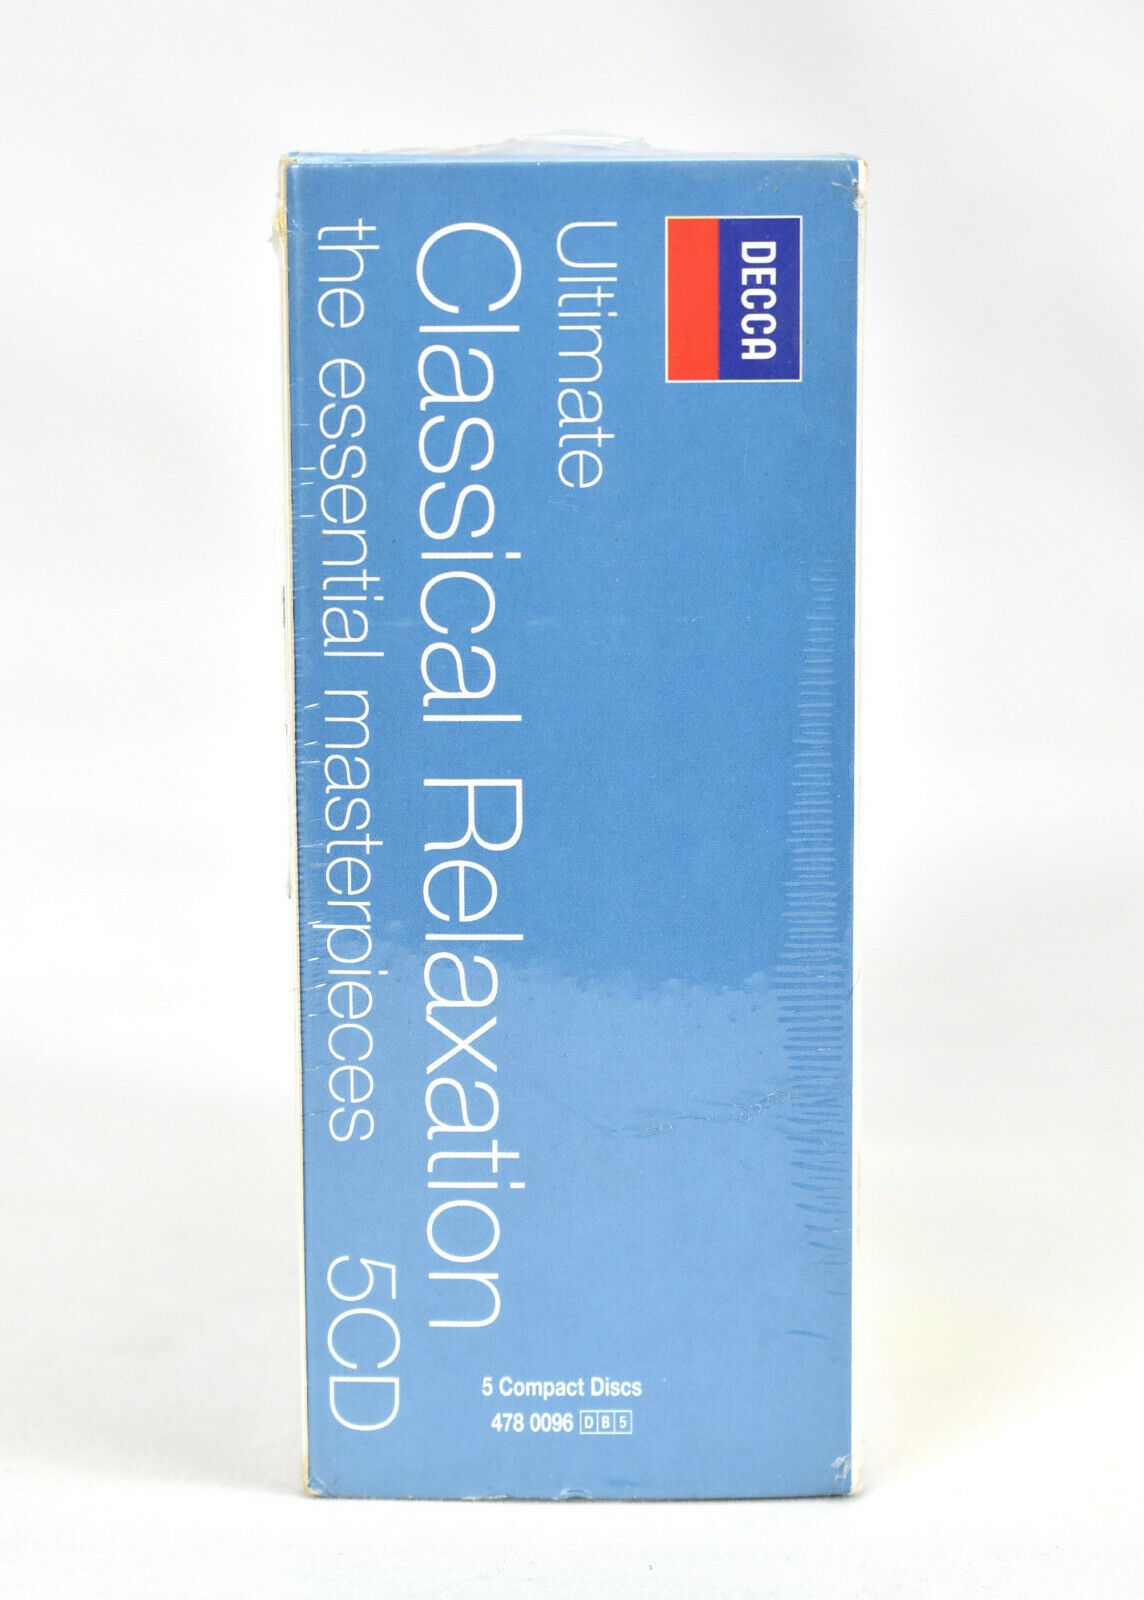 DECCA
Ultimate
Classical Relaxation
the essential masterpieces 5CD
5 Compact Discs
478 0096 DB5